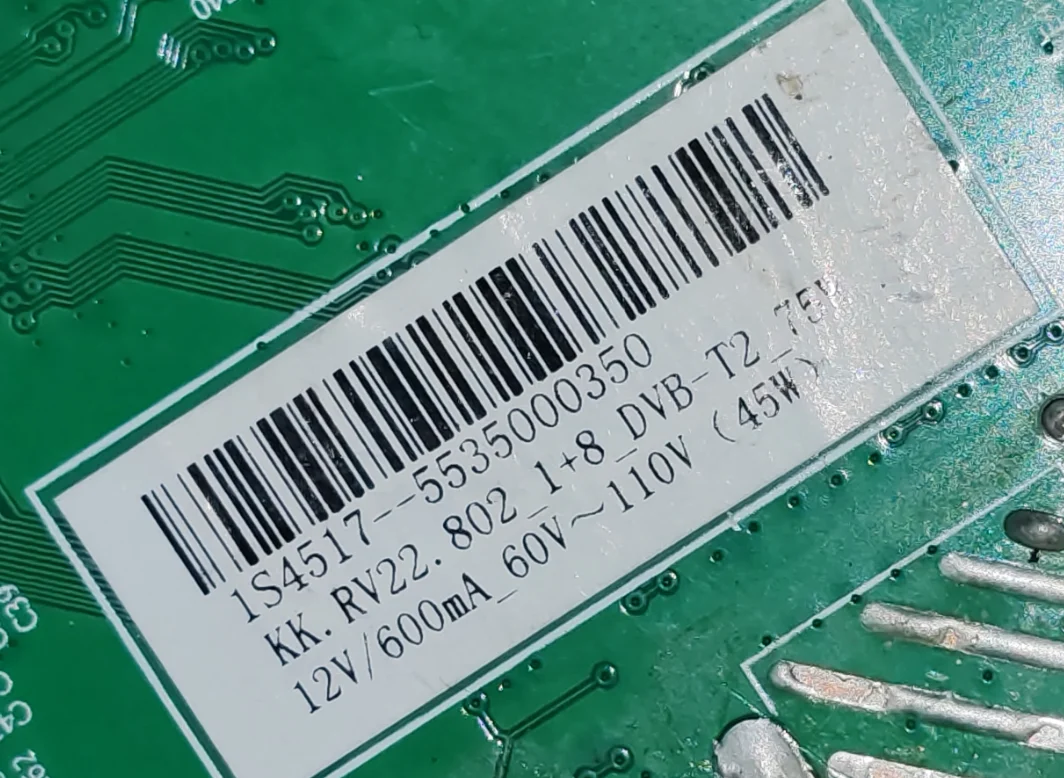 1S4517--5535000350
KK.RV22.802_1+8_DVB-T2_75W
12V/600mA_60V~110V (45W)